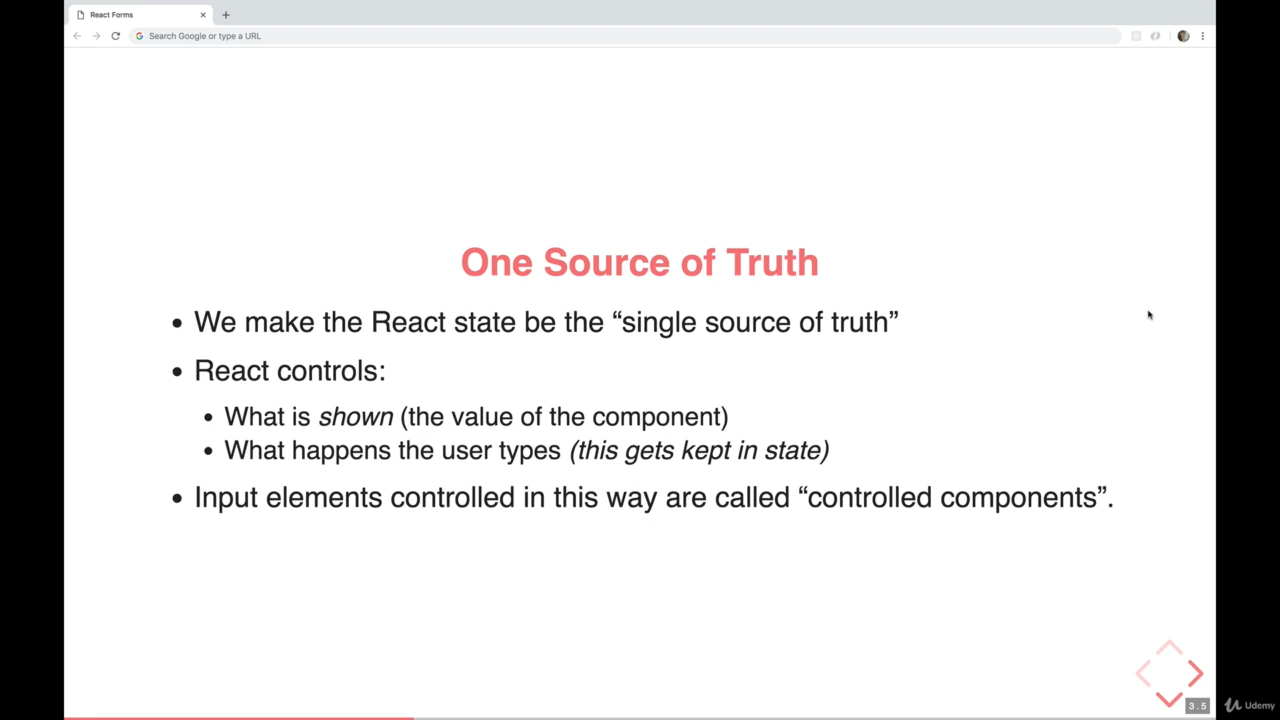 React Forms
Search Google or type a URL
One Source of Truth
• We make the React state be the “single source of truth”
• React controls:
• What is shown (the value of the component)
• What happens the user types (this gets kept in state)
• Input elements controlled in this way are called “controlled components”.
3.5
Udemy